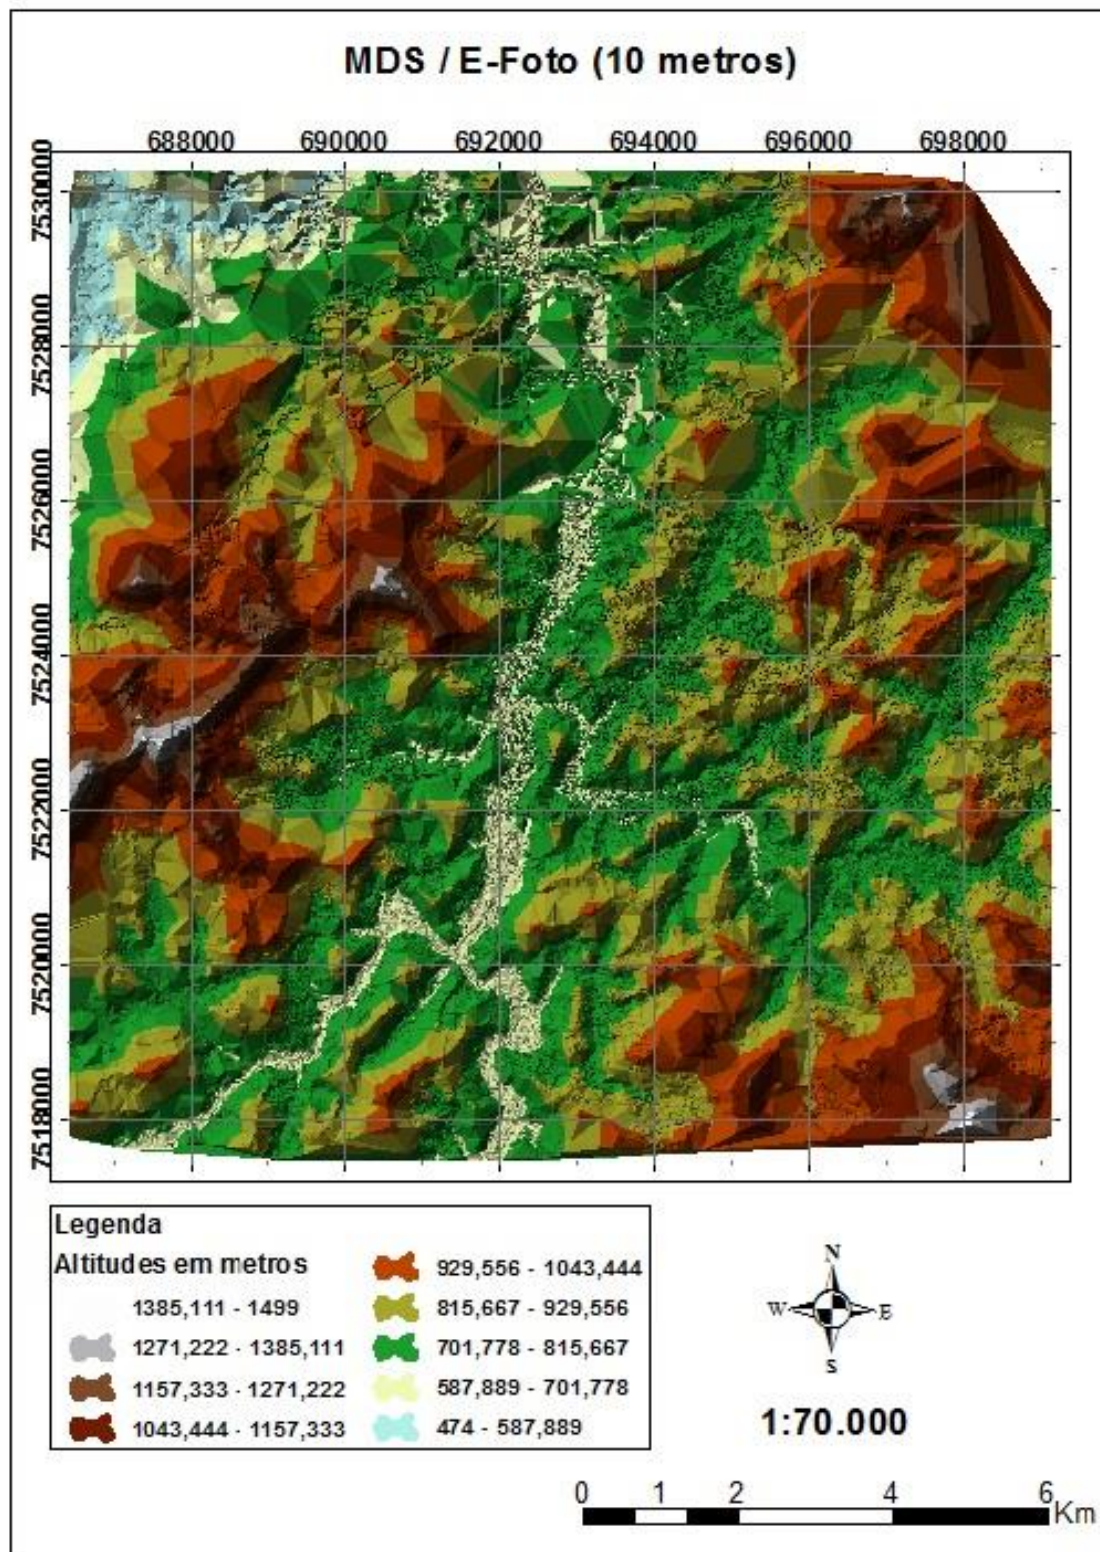 MDS / E-Foto (10 metros)
688000 690000 692000 694000 696000 698000
7530000
7528000
7526000
7524000
7522000
7520000
7518000
Legenda
Altitudes em metros
1385,111 - 1499
1271,222 - 1385,111
1157,333 - 1271,222
1043,444 - 1157,333
929,556 - 1043,444
815,667 - 929,556
701,778 - 815,667
587,889 - 701,778
474 - 587,889
N
W E
S
1:70.000
0 1 2 4 6
Km